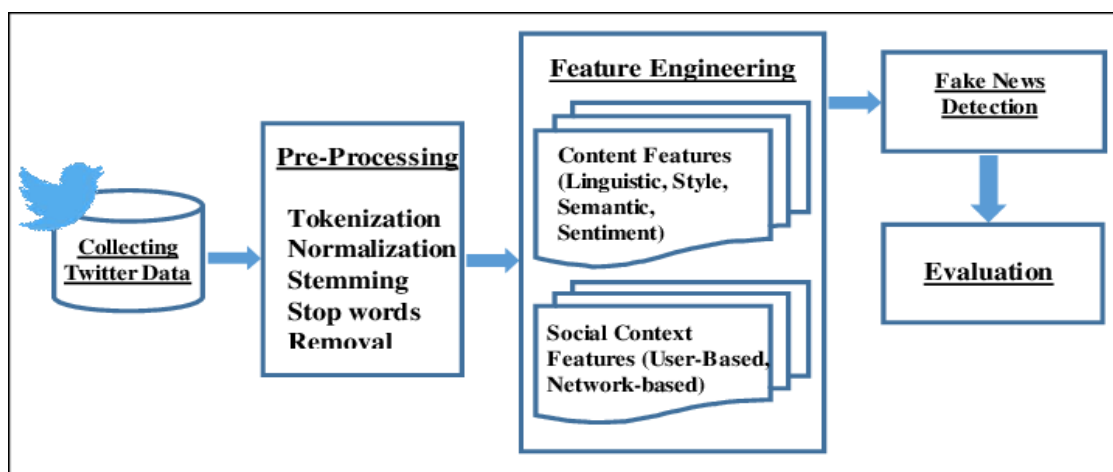 Collecting
Twitter Data
Pre-Processing
Tokenization
Normalization
Stemming
Stop words
Removal
Feature Engineering
Content Features
(Linguistic, Style,
Semantic,
Sentiment)
Social Context
Features (User-Based,
Network-based)
Fake News
Detection
Evaluation